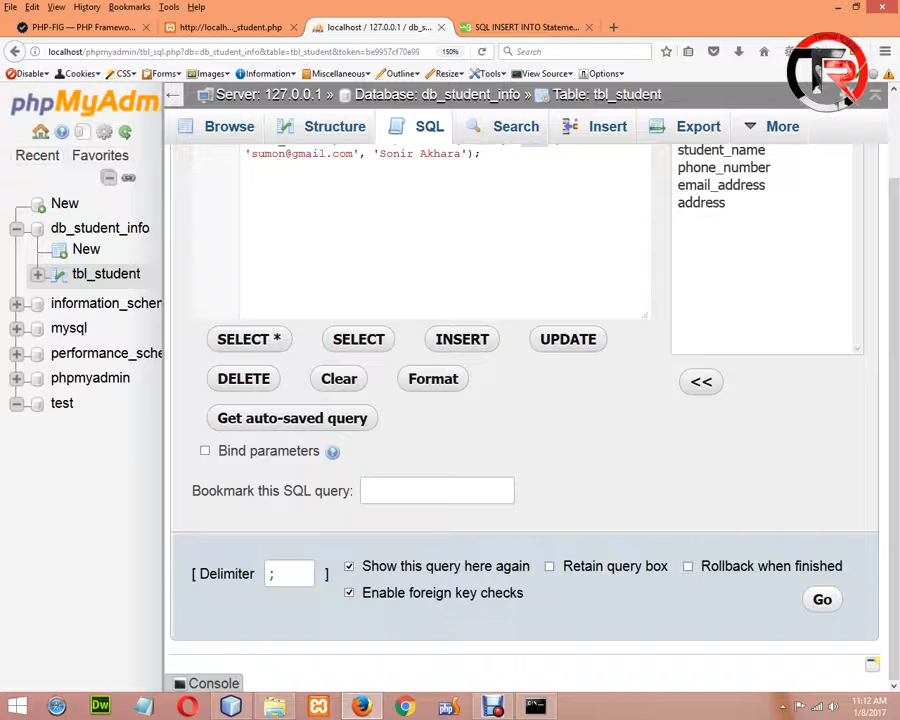 File Edit View History Bookmarks Tools Help
PHP-FIG — PHP Framewo... × http://localh..._student.php × localhost / 127.0.0.1 / db_s... × SQL INSERT INTO Stateme... × +
localhost/phpmyadmin/tbl_sql.php?db=db_student_info&table=tbl_student&token=be9957cf70e99 150% Search
Disable Cookies CSS Forms Images Information Miscellaneous Outline Resize Tools View Source Options
phpMyAdm
Server: 127.0.0.1 » Database: db_student_info » Table: tbl_student
Browse Structure SQL Search Insert Export More
Recent Favorites
New
db_student_info
New
tbl_student
information_schem
mysql
performance_sche
phpmyadmin
test
'sumon@gmail.com', 'Sonir Akhara');
student_name
phone_number
email_address
address
SELECT * SELECT INSERT UPDATE
DELETE Clear Format <<
Get auto-saved query
Bind parameters
Bookmark this SQL query:
[ Delimiter ; ] Show this query here again Retain query box Rollback when finished
Enable foreign key checks
Go
Console
11:12 AM
1/8/2017